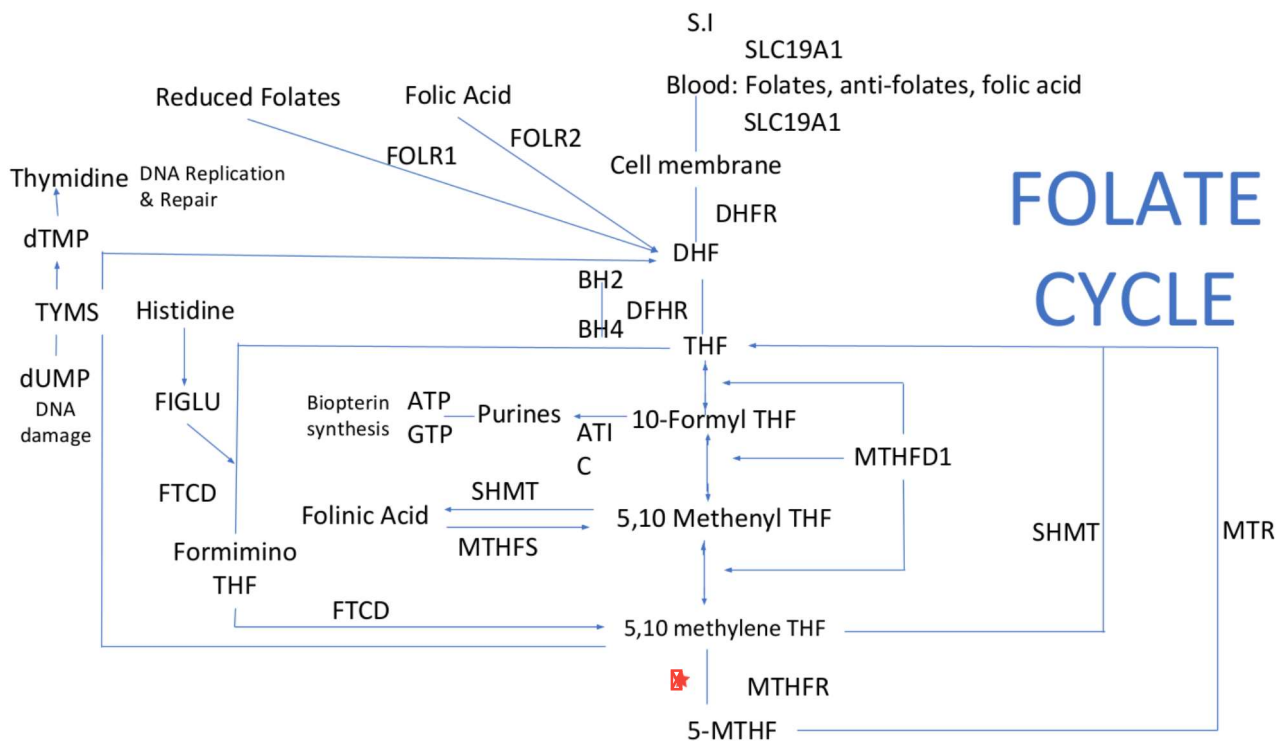 S.I
SLC19A1
Blood: Folates, anti-folates, folic acid
SLC19A1
Reduced Folates
Folic Acid
FOLR1
FOLR2
Cell membrane
DHFR
DHF
FOLATE
CYCLE
Thymidine
DNA Replication
& Repair
dTMP
TYMS
dUMP
DNA
damage
Histidine
FIGLU
FTCD
Formimino
THF
FTCD
BH2
DFHR
BH4
THF
Biopterin
synthesis
ATP
GTP
Purines
ATI
C
10-Formyl THF
MTHFD1
Folinic Acid
SHMT
MTHFS
5,10 Methenyl THF
SHMT
MTR
5,10 methylene THF
MTHFR
5-MTHF